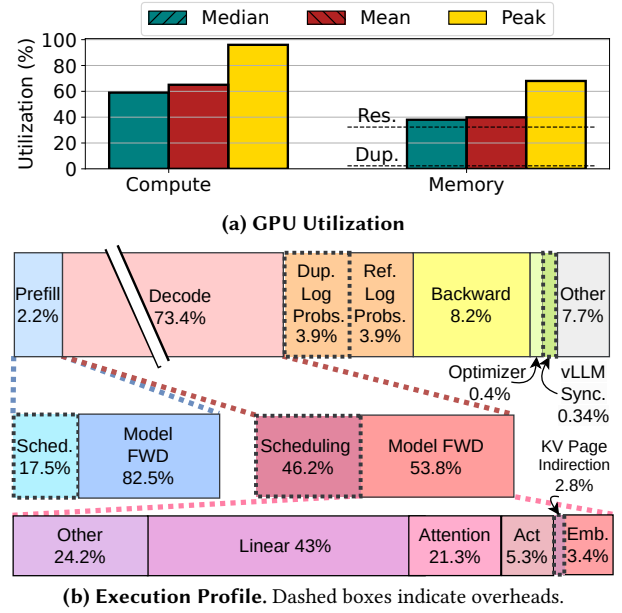 Median Mean Peak
Utilization (%)
100
80
60
40
20
0
Res.
Dup.
Compute Memory
(a) GPU Utilization
Prefill
2.2%
Decode
73.4%
Dup.
Log
Probs.
3.9%
Ref.
Log
Probs.
3.9%
Backward
8.2%
Other
7.7%
Optimizer
0.4%
vLLM
Sync.
0.34%
Sched.
17.5%
Model
FWD
82.5%
Scheduling
46.2%
Model FWD
53.8%
KV Page
Indirection
2.8%
Other
24.2%
Linear 43%
Attention
21.3%
Act
5.3%
Emb.
3.4%
(b) Execution Profile. Dashed boxes indicate overheads.